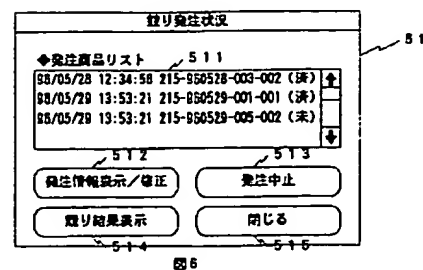 競り発注状況
51
◆発注商品リスト 511
98/05/28 12:34:56 215-960528-003-002 (済)
98/05/29 13:53:21 215-960529-001-001 (済)
98/05/29 13:53:21 215-960529-005-002 (未)
512 513
発注情報表示/修正 発注中止
競り結果表示 閉じる
514 515
図6